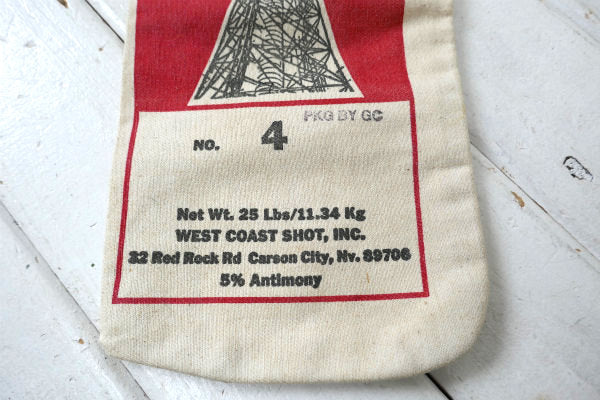 PKG BY GC
NO. 4
Net Wt. 25 Lbs/11.34 Kg
WEST COAST SHOT, INC.
32 Red Rock Rd Carson City, Nv. 89706
5% Antimony